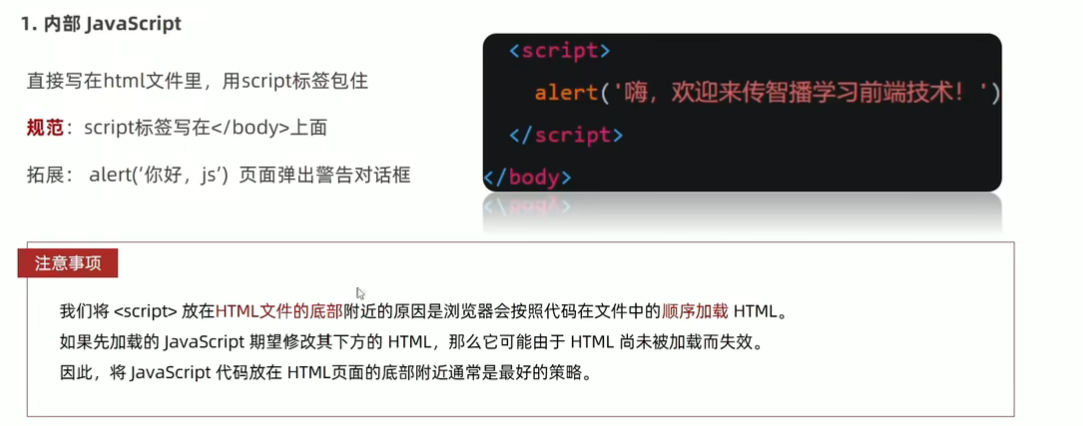 1. 内部 JavaScript
直接写在html文件里，用script标签包住
规范：script标签写在</body>上面
拓展： alert(‘你好，js’) 页面弹出警告对话框
<script>
alert('嗨，欢迎来传智播学习前端技术！')
</script>
</body>
注意事项
我们将 <script> 放在HTML文件的底部附近的原因是浏览器会按照代码在文件中的顺序加载 HTML。
如果先加载的 JavaScript 期望修改其下方的 HTML，那么它可能由于 HTML 尚未被加载而失效。
因此，将 JavaScript 代码放在 HTML页面的底部附近通常是最好的策略。